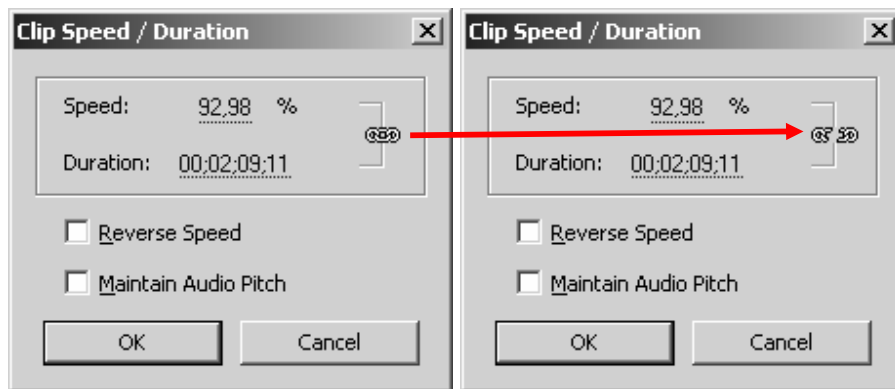 Clip Speed / Duration
Speed: 92,98 %
Duration: 00;02;09;11
Reverse Speed
Maintain Audio Pitch
OK Cancel
Clip Speed / Duration
Speed: 92,98 %
Duration: 00;02;09;11
Reverse Speed
Maintain Audio Pitch
OK Cancel